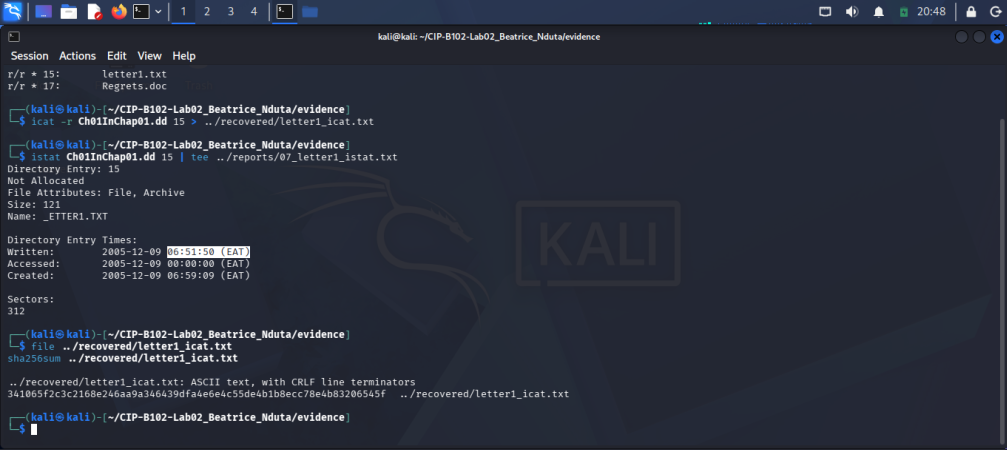 1 2 3 4
20:48
kali@kali: ~/CIP-B102-Lab02_Beatrice_Nduta/evidence
Session Actions Edit View Help
r/r * 15: letter1.txt
r/r * 17: Regrets.doc
(kali㉿kali)-[~/CIP-B102-Lab02_Beatrice_Nduta/evidence]
$ icat -r Ch01InChap01.dd 15 > ../recovered/letter1_icat.txt
(kali㉿kali)-[~/CIP-B102-Lab02_Beatrice_Nduta/evidence]
$ istat Ch01InChap01.dd 15 | tee ../reports/07_letter1_istat.txt
Directory Entry: 15
Not Allocated
File Attributes: File, Archive
Size: 121
Name: _ETTER1.TXT
Directory Entry Times:
Written: 2005-12-09 06:51:50 (EAT)
Accessed: 2005-12-09 00:00:00 (EAT)
Created: 2005-12-09 06:59:09 (EAT)
Sectors:
312
(kali㉿kali)-[~/CIP-B102-Lab02_Beatrice_Nduta/evidence]
$ file ../recovered/letter1_icat.txt
sha256sum ../recovered/letter1_icat.txt
../recovered/letter1_icat.txt: ASCII text, with CRLF line terminators
341065f2c3c2168e246aa9a346439dfa4e6e4c55de4b1b8ecc78e4b83206545f ../recovered/letter1_icat.txt
(kali㉿kali)-[~/CIP-B102-Lab02_Beatrice_Nduta/evidence]
$
KALI